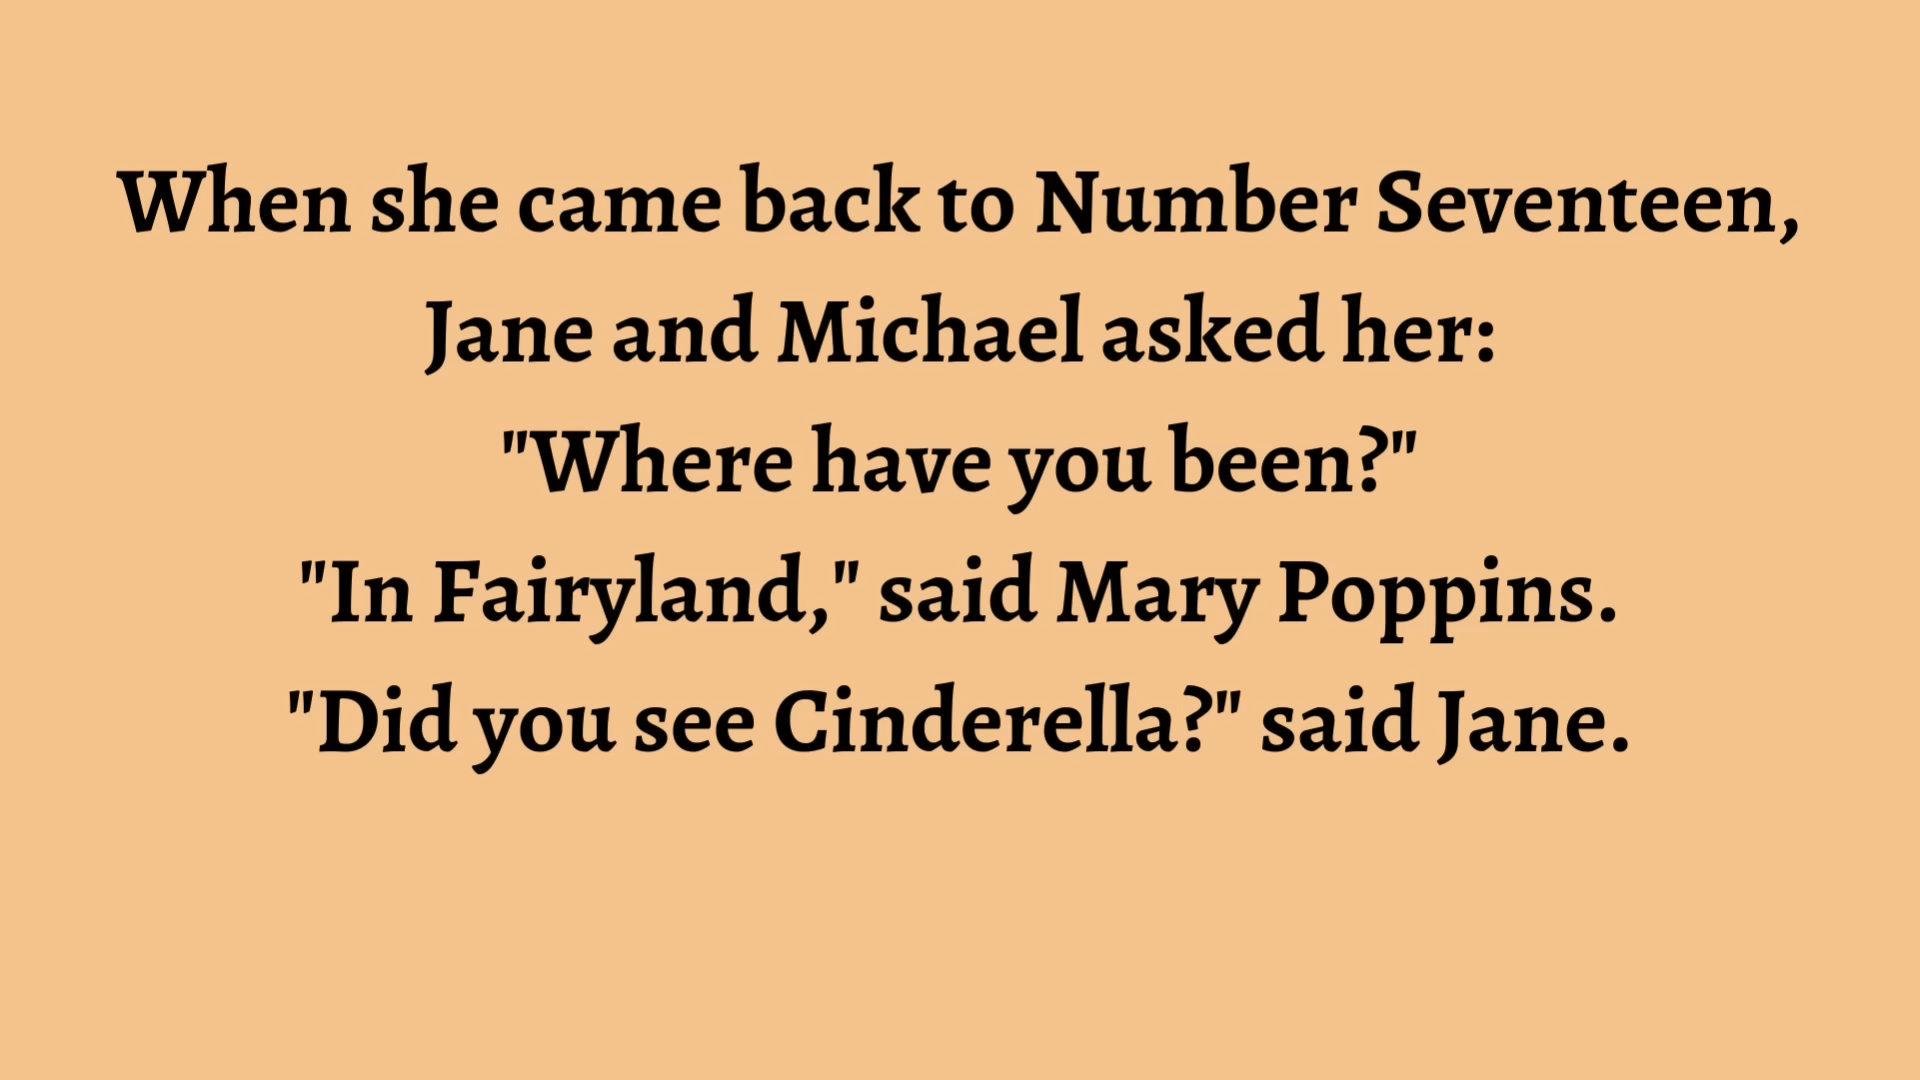 When she came back to Number Seventeen,
Jane and Michael asked her:
"Where have you been?"
"In Fairyland," said Mary Poppins.
"Did you see Cinderella?" said Jane.